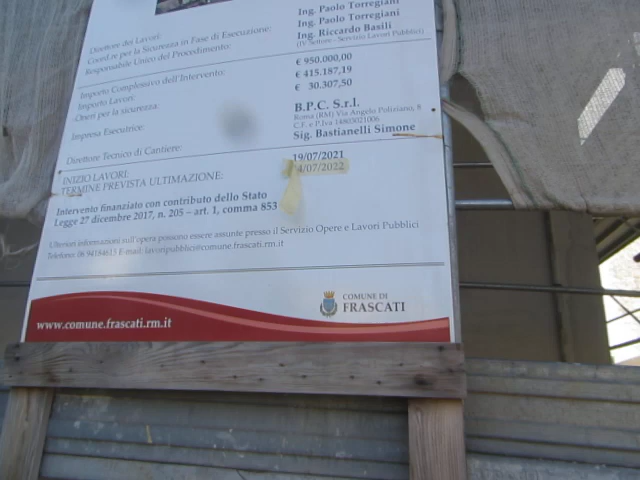 Ing. Paolo Torregiani
Direttore dei Lavori: Ing. Paolo Torregiani
Coord.re per la Sicurezza in Fase di Esecuzione: Ing. Riccardo Basili
Responsabile Unico del Procedimento: (IV Settore - Servizio Lavori Pubblici)
Importo Complessivo dell'Intervento: € 950.000,00
Importo Lavori: € 415.187,19
Oneri per la sicurezza: € 30.307,50
Impresa Esecutrice: B.P.C. S.r.l.
Roma (RM) Via Angelo Poliziano, 8
C.F. e P.Iva 14803021006
Direttore Tecnico di Cantiere: Sig. Bastianelli Simone
INIZIO LAVORI: 19/07/2021
TERMINE PREVISTA ULTIMAZIONE: 4/07/2022
Intervento finanziato con contributo dello Stato
Legge 27 dicembre 2017, n. 205 – art. 1, comma 853
Ulteriori informazioni sull'opera possono essere assunte presso il Servizio Opere e Lavori Pubblici
Telefono: 06 94184615 E-mail: lavoripubblici@comune.frascati.rm.it
www.comune.frascati.rm.it
COMUNE DI
FRASCATI